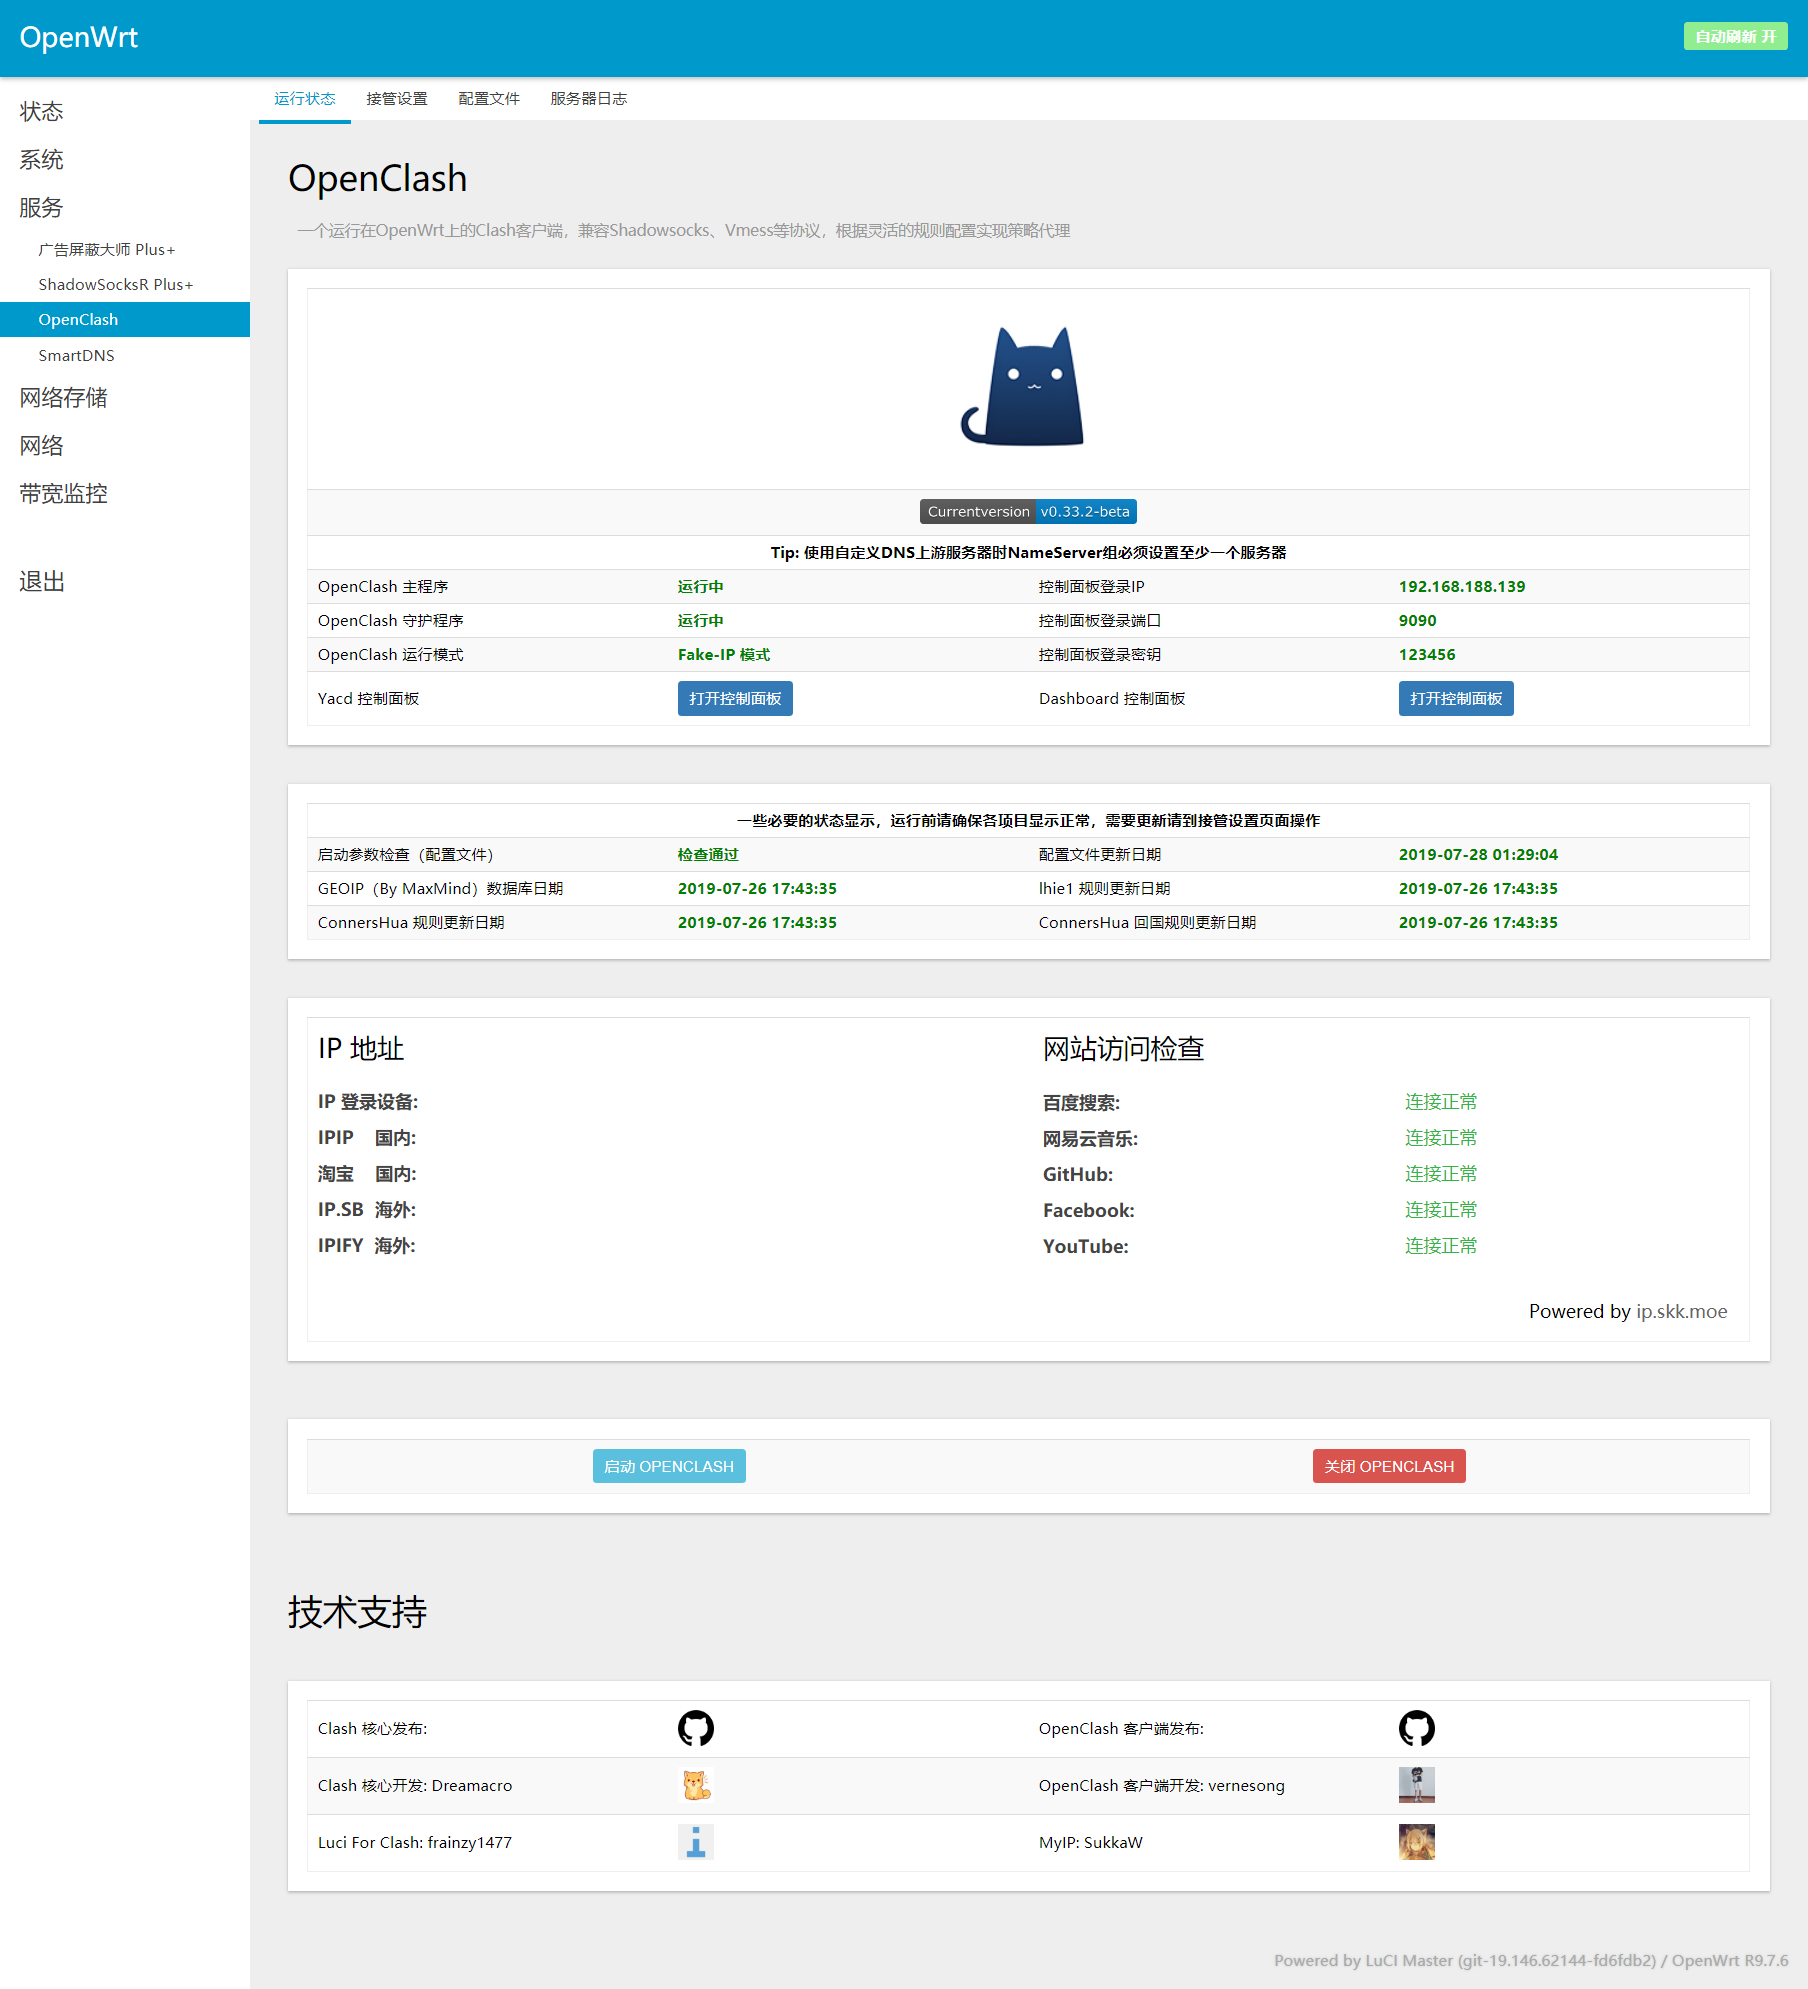 OpenWrt
自动刷新 开
状态
系统
服务
广告屏蔽大师 Plus+
ShadowSocksR Plus+
OpenClash
SmartDNS
网络存储
网络
带宽监控
退出
运行状态 接管设置 配置文件 服务器日志
OpenClash
一个运行在OpenWrt上的Clash客户端，兼容Shadowsocks、Vmess等协议，根据灵活的规则配置实现策略代理
Currentversion v0.33.2-beta
Tip: 使用自定义DNS上游服务器时NameServer组必须设置至少一个服务器
OpenClash 主程序 运行中 控制面板登录IP 192.168.188.139
OpenClash 守护程序 运行中 控制面板登录端口 9090
OpenClash 运行模式 Fake-IP 模式 控制面板登录密钥 123456
Yacd 控制面板 打开控制面板 Dashboard 控制面板 打开控制面板
一些必要的状态显示，运行前请确保各项目显示正常，需要更新请到接管设置页面操作
启动参数检查（配置文件） 检查通过 配置文件更新日期 2019-07-28 01:29:04
GEOIP（By MaxMind）数据库日期 2019-07-26 17:43:35 lhie1 规则更新日期 2019-07-26 17:43:35
ConnersHua 规则更新日期 2019-07-26 17:43:35 ConnersHua 回国规则更新日期 2019-07-26 17:43:35
IP 地址
IP 登录设备:
IPIP 国内:
淘宝 国内:
IP.SB 海外:
IPIFY 海外:
网站访问检查
百度搜索: 连接正常
网易云音乐: 连接正常
GitHub: 连接正常
Facebook: 连接正常
YouTube: 连接正常
Powered by ip.skk.moe
启动 OPENCLASH 关闭 OPENCLASH
技术支持
Clash 核心发布: OpenClash 客户端发布:
Clash 核心开发: Dreamacro OpenClash 客户端开发: vernesong
Luci For Clash: frainzy1477 MyIP: SukkaW
Powered by LuCI Master (git-19.146.62144-fd6fdb2) / OpenWrt R9.7.6